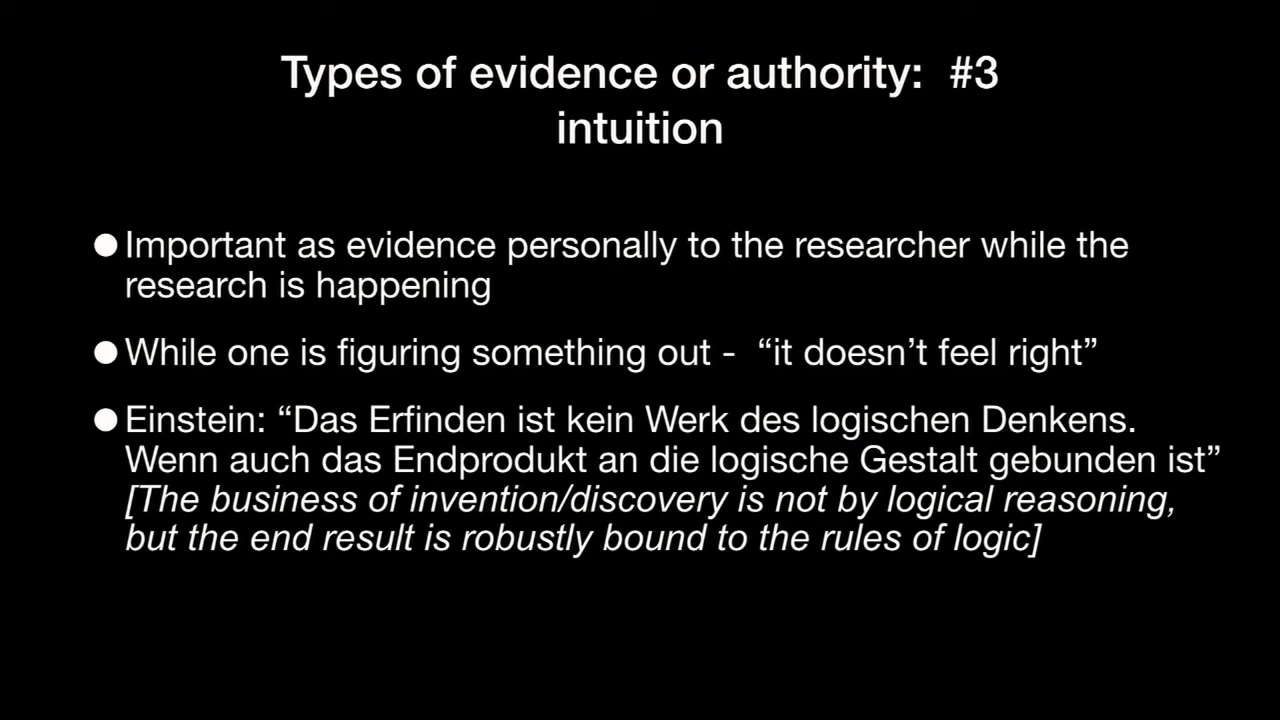 Types of evidence or authority:  #3
intuition
●Important as evidence personally to the researcher while the
research is happening
●While one is figuring something out -  “it doesn’t feel right”
●Einstein: “Das Erfinden ist kein Werk des logischen Denkens.
Wenn auch das Endprodukt an die logische Gestalt gebunden ist”
[The business of invention/discovery is not by logical reasoning,
but the end result is robustly bound to the rules of logic]